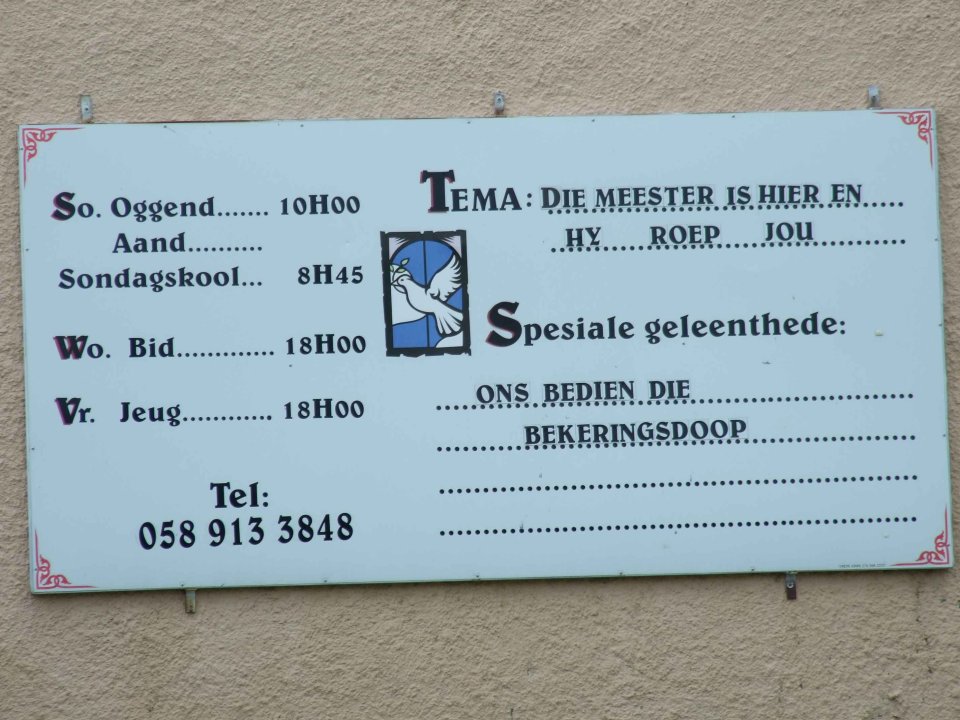 So. Oggend....... 10H00
Aand..........
Sondagskool... 8H45
Wo. Bid............. 18H00
Vr. Jeug............ 18H00
Tel:
058 913 3848
TEMA: DIE MEESTER IS HIER EN
HY ROEP JOU
Spesiale geleenthede:
ONS BEDIEN DIE
BEKERINGSDOOP